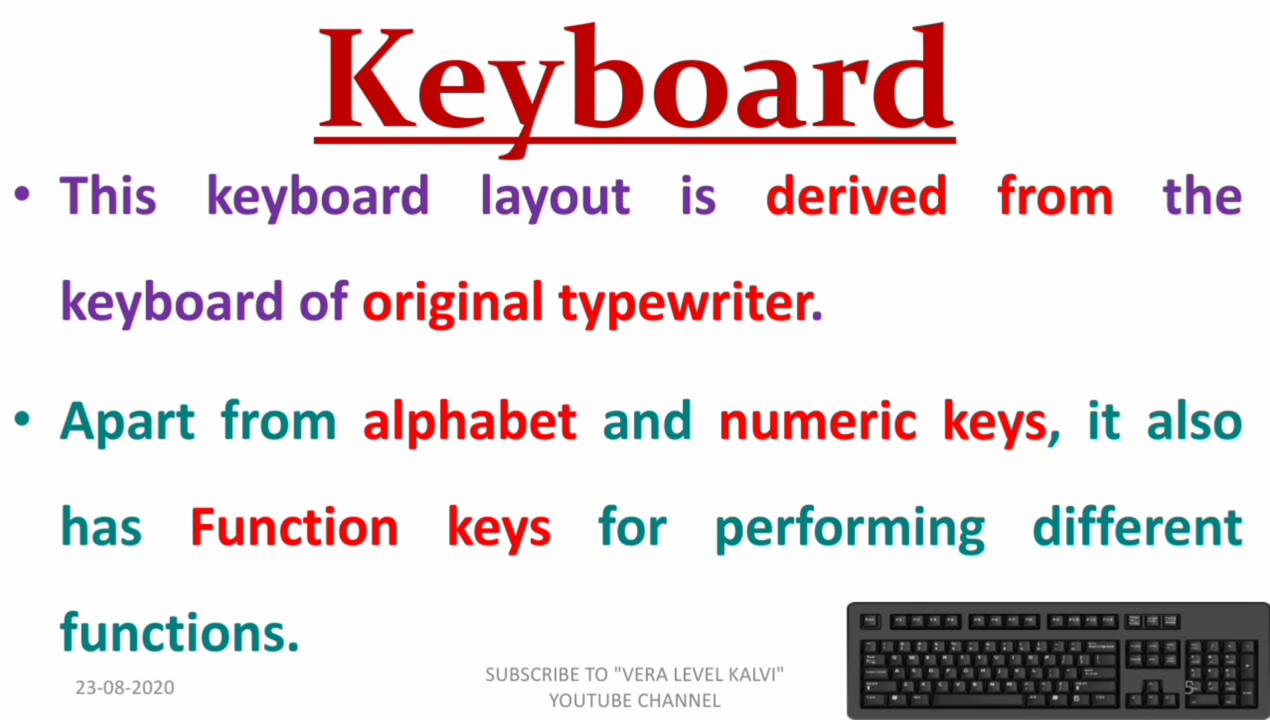 Keyboard
• This keyboard layout is derived from the
keyboard of original typewriter.
• Apart from alphabet and numeric keys, it also
has Function keys for performing different
functions.
23-08-2020
SUBSCRIBE TO "VERA LEVEL KALVI"
YOUTUBE CHANNEL
5